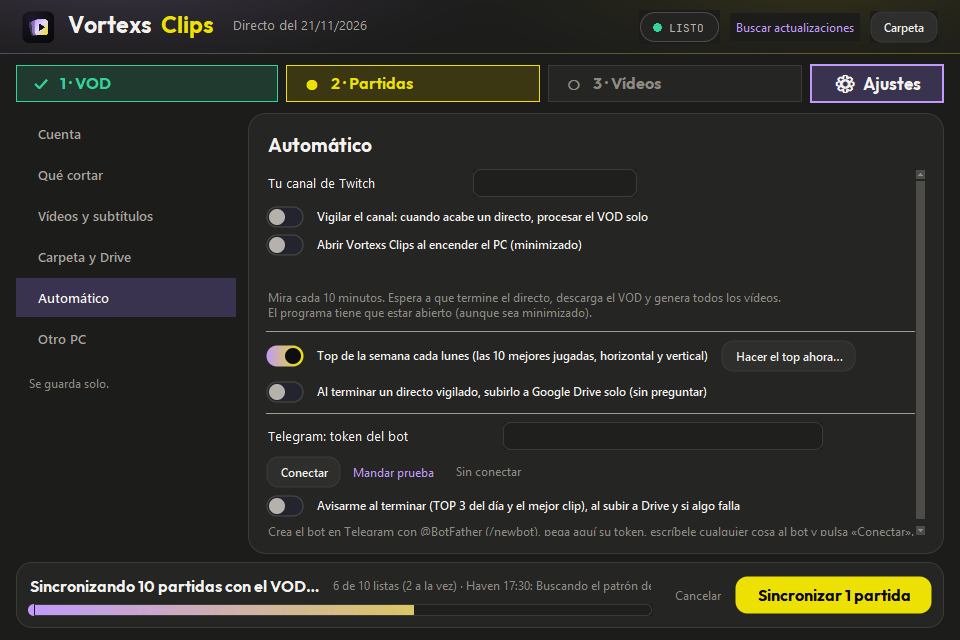 Vortexs Clips
Directo del 21/11/2026
LISTO
Buscar actualizaciones
Carpeta
1·VOD
2·Partidas
3·Vídeos
Ajustes
Cuenta
Qué cortar
Vídeos y subtítulos
Carpeta y Drive
Automático
Otro PC
Se guarda solo.
Automático
Tu canal de Twitch
Vigilar el canal: cuando acabe un directo, procesar el VOD solo
Abrir Vortexs Clips al encender el PC (minimizado)
Mira cada 10 minutos. Espera a que termine el directo, descarga el VOD y genera todos los vídeos.
El programa tiene que estar abierto (aunque sea minimizado).
Top de la semana cada lunes (las 10 mejores jugadas, horizontal y vertical)
Hacer el top ahora...
Al terminar un directo vigilado, subirlo a Google Drive solo (sin preguntar)
Telegram: token del bot
Conectar
Mandar prueba
Sin conectar
Avisarme al terminar (TOP 3 del día y el mejor clip), al subir a Drive y si algo falla
Crea el bot en Telegram con @BotFather (/newbot), pega aquí su token, escríbele cualquier cosa al bot y pulsa «Conectar».
Sincronizando 10 partidas con el VOD...
6 de 10 listas (2 a la vez) · Haven 17:30: Buscando el patrón de
Cancelar
Sincronizar 1 partida